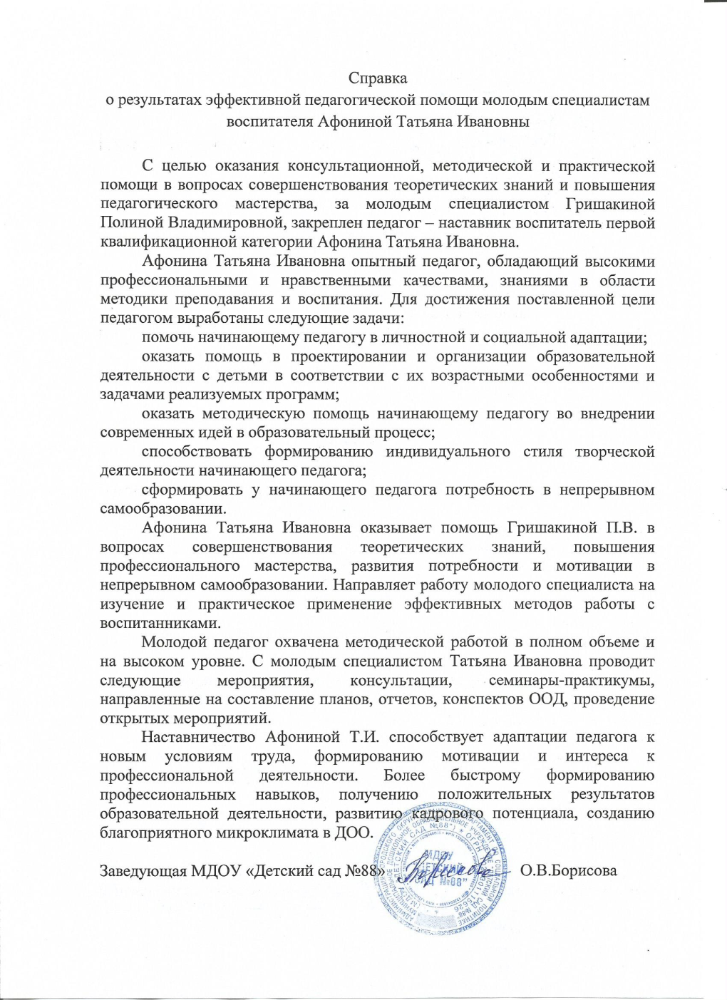 Справка
о результатах эффективной педагогической помощи молодым специалистам
воспитателя Афониной Татьяна Ивановны
С целью оказания консультационной, методической и практической
помощи в вопросах совершенствования теоретических знаний и повышения
педагогического мастерства, за молодым специалистом Гришакиной
Полиной Владимировной, закреплен педагог – наставник воспитатель первой
квалификационной категории Афонина Татьяна Ивановна.
Афонина Татьяна Ивановна опытный педагог, обладающий высокими
профессиональными и нравственными качествами, знаниями в области
методики преподавания и воспитания. Для достижения поставленной цели
педагогом выработаны следующие задачи:
помочь начинающему педагогу в личностной и социальной адаптации;
оказать помощь в проектировании и организации образовательной
деятельности с детьми в соответствии с их возрастными особенностями и
задачами реализуемых программ;
оказать методическую помощь начинающему педагогу во внедрении
современных идей в образовательный процесс;
способствовать формированию индивидуального стиля творческой
деятельности начинающего педагога;
сформировать у начинающего педагога потребность в непрерывном
самообразовании.
Афонина Татьяна Ивановна оказывает помощь Гришакиной П.В. в
вопросах совершенствования теоретических знаний, повышения
профессионального мастерства, развития потребности и мотивации в
непрерывном самообразовании. Направляет работу молодого специалиста на
изучение и практическое применение эффективных методов работы с
воспитанниками.
Молодой педагог охвачена методической работой в полном объеме и
на высоком уровне. С молодым специалистом Татьяна Ивановна проводит
следующие мероприятия, консультации, семинары-практикумы,
направленные на составление планов, отчетов, конспектов ООД, проведение
открытых мероприятий.
Наставничество Афониной Т.И. способствует адаптации педагога к
новым условиям труда, формированию мотивации и интереса к
профессиональной деятельности. Более быстрому формированию
профессиональных навыков, получению положительных результатов
образовательной деятельности, развитию кадрового потенциала, созданию
благоприятного микроклимата в ДОО.
Заведующая МДОУ «Детский сад №88» О.В.Борисова
МДОУ
"ДЕТСКИЙ
САД №88"